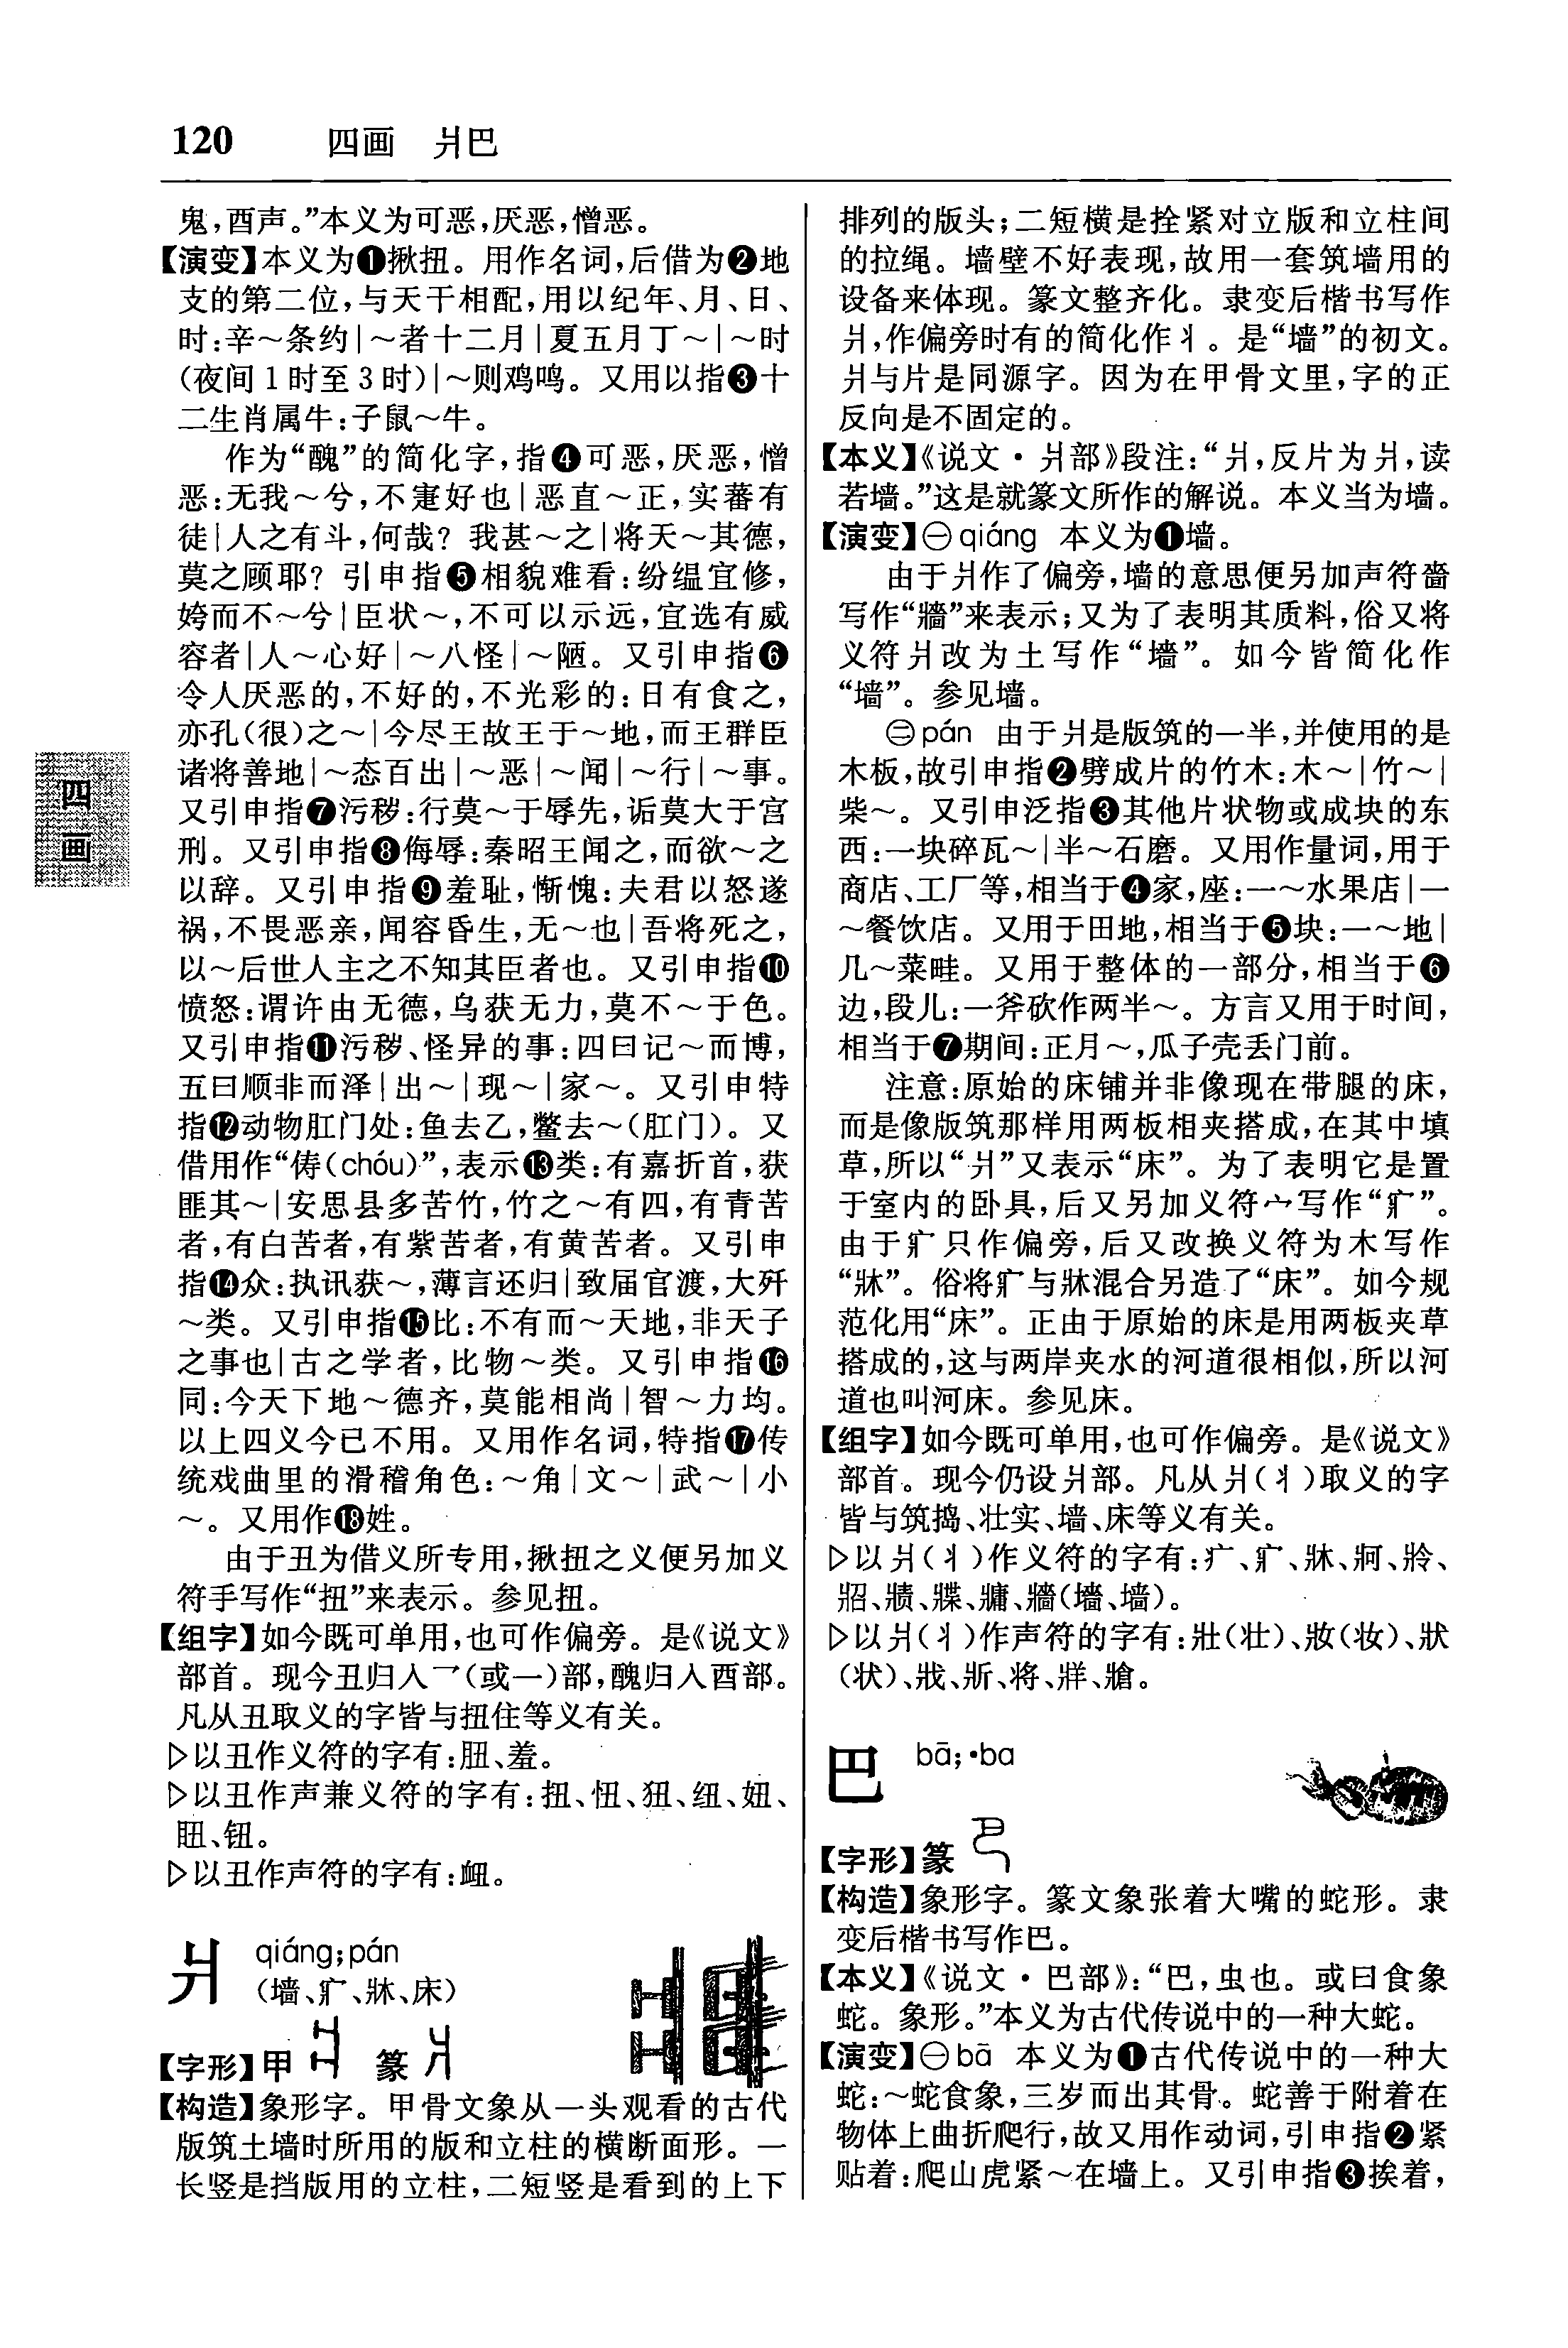 120 四画 爿巴
鬼,酉声。”本义为可恶,厌恶,憎恶。
【演变】本义为❶揪扭。用作名词,后借为❷地
支的第二位,与天干相配,用以纪年、月、日、
时:辛～条约|～者十二月|夏五月丁～|～时
(夜间1时至3时)|～则鸡鸣。又用以指❸十
二生肖属牛:子鼠～牛。
作为“醜”的简化字,指❹可恶,厌恶,憎
恶:无我～兮,不寁好也|恶直～正,实蕃有
徒|人之有斗,何哉? 我甚～之|将天～其德,
莫之顾耶? 引申指❺相貌难看:纷缊宜修,
姱而不～兮|臣状～,不可以示远,宜选有威
容者|人～心好|～八怪|～陋。又引申指❻
令人厌恶的,不好的,不光彩的:日有食之,
亦孔(很)之～|今尽王故王于～地,而王群臣
诸将善地|～态百出|～恶|～闻|～行|～事。
又引申指❼污秽:行莫～于辱先,诟莫大于宫
刑。又引申指❽侮辱:秦昭王闻之,而欲～之
以辞。又引申指❾羞耻,惭愧:夫君以怒遂
祸,不畏恶亲,闻容昏生,无～也|吾将死之,
以～后世人主之不知其臣者也。又引申指❿
愤怒:谓许由无德,乌获无力,莫不～于色。
又引申指⓫污秽、怪异的事:四曰记～而博,
五曰顺非而泽|出～|现～|家～。又引申特
指⓬动物肛门处:鱼去乙,鳖去～(肛门)。又
借用作“俦(chóu)”,表示⓭类:有嘉折首,获
匪其～|安思县多苦竹,竹之～有四,有青苦
者,有白苦者,有紫苦者,有黄苦者。又引申
指⓮众:执讯获～,薄言还归|致届官渡,大歼
～类。又引申指⓯比:不有而～天地,非天子
之事也|古之学者,比物～类。又引申指⓰
同:今天下地～德齐,莫能相尚|智～力均。
以上四义今已不用。又用作名词,特指⓱传
统戏曲里的滑稽角色:～角|文～|武～|小
～。又用作⓲姓。
由于丑为借义所专用,揪扭之义便另加义
符手写作“扭”来表示。参见扭。
【组字】如今既可单用,也可作偏旁。是《说文》
部首。现今丑归入乛(或一)部,醜归入酉部。
凡从丑取义的字皆与扭住等义有关。
▷以丑作义符的字有:䏔、羞。
▷以丑作声兼义符的字有:扭、忸、狃、纽、妞、
䀔、钮。
▷以丑作声符的字有:衄。
爿 qiáng;pán
(墙、疒、牀、床)
【字形】甲 篆
【构造】象形字。甲骨文象从一头观看的古代
版筑土墙时所用的版和立柱的横断面形。一
长竖是挡版用的立柱,二短竖是看到的上下
排列的版头;二短横是拴紧对立版和立柱间
的拉绳。墙壁不好表现,故用一套筑墙用的
设备来体现。篆文整齐化。隶变后楷书写作
爿,作偏旁时有的简化作丬。是“墙”的初文。
爿与片是同源字。因为在甲骨文里,字的正
反向是不固定的。
【本义】《说文·爿部》段注:“爿,反片为爿,读
若墙。”这是就篆文所作的解说。本义当为墙。
【演变】㊀qiáng 本义为❶墙。
由于爿作了偏旁,墙的意思便另加声符啬
写作“牆”来表示;又为了表明其质料,俗又将
义符爿改为土写作“墙”。如今皆简化作
“墙”。参见墙。
㊁pán 由于爿是版筑的一半,并使用的是
木板,故引申指❷劈成片的竹木:木～|竹～|
柴～。又引申泛指❸其他片状物或成块的东
西:一块碎瓦～|半～石磨。又用作量词,用于
商店、工厂等,相当于❹家,座:一～水果店|一
～餐饮店。又用于田地,相当于❺块:一～地|
几～菜畦。又用于整体的一部分,相当于❻
边,段儿:一斧砍作两半～。方言又用于时间,
相当于❼期间:正月～,瓜子壳丢门前。
注意:原始的床铺并非像现在带腿的床,
而是像版筑那样用两板相夹搭成,在其中填
草,所以“爿”又表示“床”。为了表明它是置
于室内的卧具,后又另加义符宀写作“疒”。
由于疒只作偏旁,后又改换义符为木写作
“牀”。俗将疒与牀混合另造了“床”。如今规
范化用“床”。正由于原始的床是用两板夹草
搭成的,这与两岸夹水的河道很相似,所以河
道也叫河床。参见床。
【组字】如今既可单用,也可作偏旁。是《说文》
部首。现今仍设爿部。凡从爿(丬)取义的字
皆与筑捣、壮实、墙、床等义有关。
▷以爿(丬)作义符的字有:疒、疒、牀、牁、
牍、牒、牅、牆(墻、墙)。
▷以爿(丬)作声符的字有:壯(壮)、妝(妆)、狀
(状)、戕、斨、将、牂、牄。
巴 bā;•ba
【字形】篆
【构造】象形字。篆文象张着大嘴的蛇形。隶
变后楷书写作巴。
【本义】《说文·巴部》:“巴,虫也。或曰食象
蛇。象形。”本义为古代传说中的一种大蛇。
【演变】㊀bā 本义为❶古代传说中的一种大
蛇:～蛇食象,三岁而出其骨。蛇善于附着在
物体上曲折爬行,故又用作动词,引申指❷紧
贴着:爬山虎紧～在墙上。又引申指❸挨着,
四画